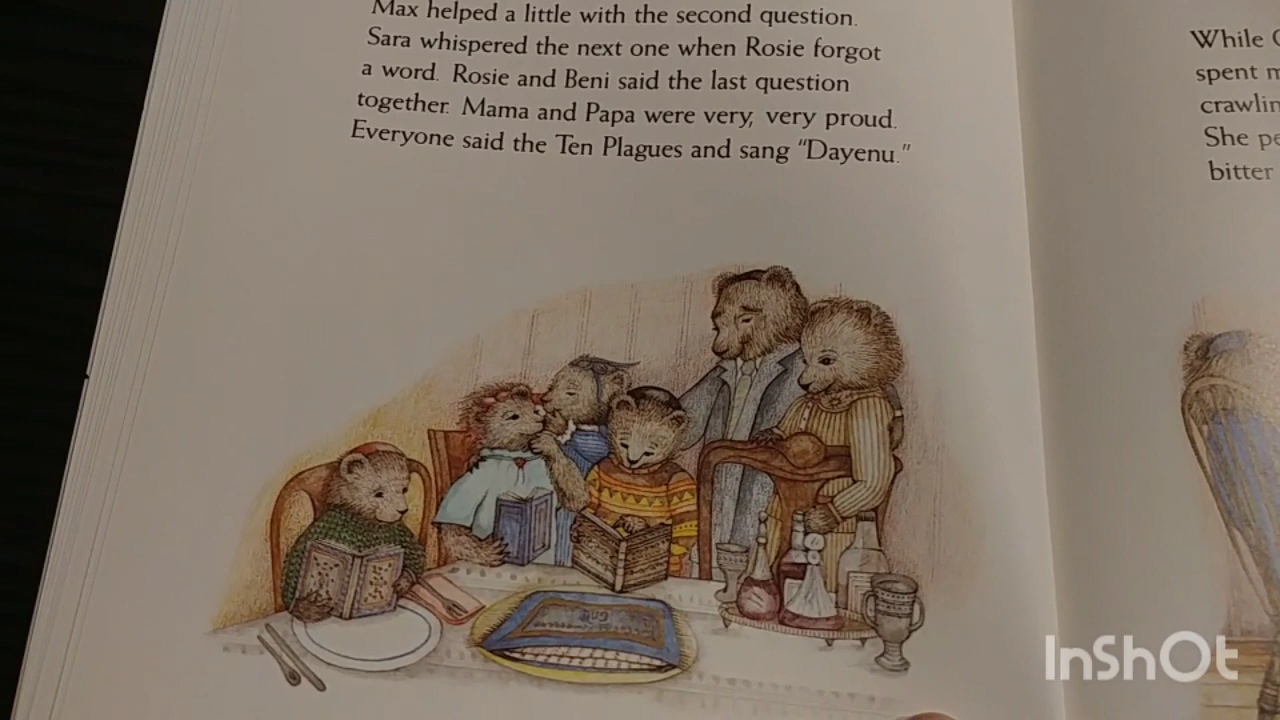 Max helped a little with the second question.
Sara whispered the next one when Rosie forgot
a word. Rosie and Beni said the last question
together. Mama and Papa were very, very proud.
Everyone said the Ten Plagues and sang “Dayenu.”
While
spent
She
bitter
InShOt